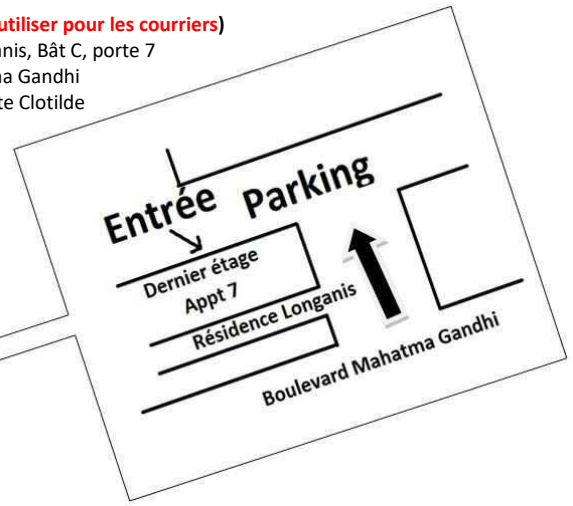 utiliser pour les courriers)
nis, Bât C, porte 7
na Gandhi
te Clotilde
Entrée Parking
Dernier étage
Appt 7
Résidence Longanis
Boulevard Mahatma Gandhi